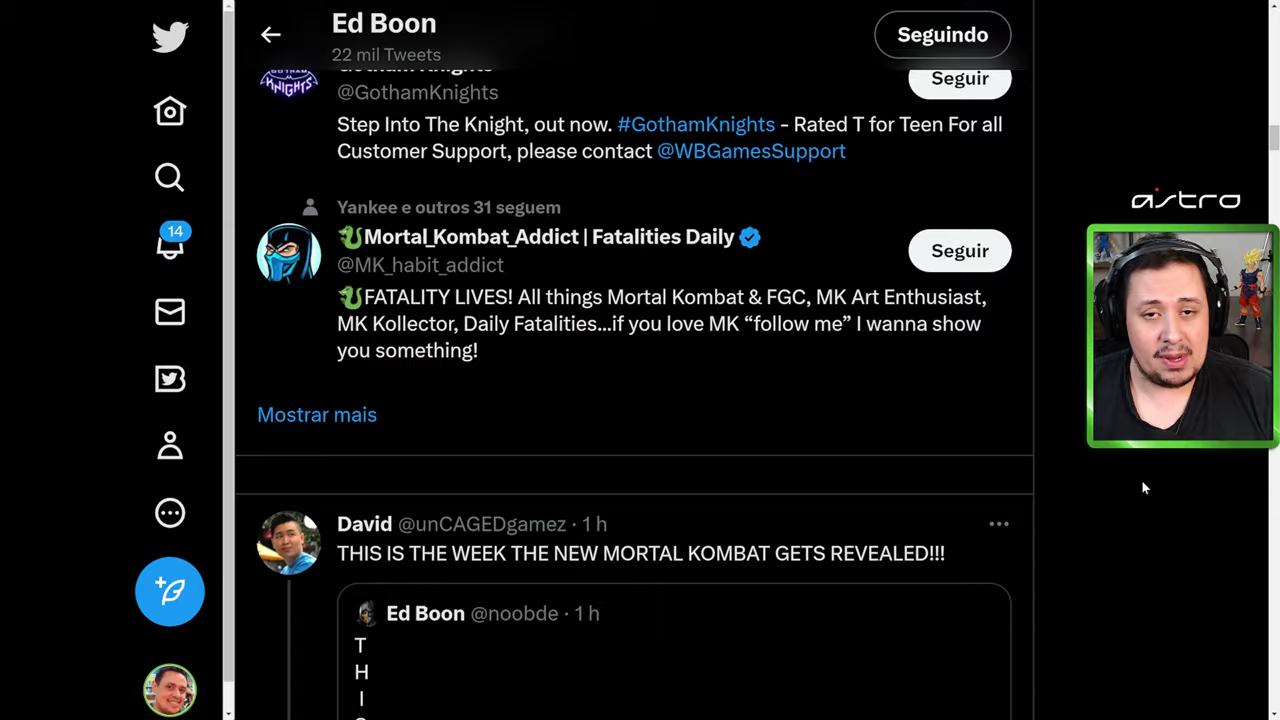 Ed Boon
22 mil Tweets
Seguindo
Gotham Knights
GOTHAM
KNIGHTS
@GothamKnights
Seguir
Step Into The Knight, out now. #GothamKnights - Rated T for Teen For all
Customer Support, please contact @WBGamesSupport
14
Yankee e outros 31 seguem
🐉Mortal_Kombat_Addict | Fatalities Daily
@MK_habit_addict
Seguir
🐉FATALITY LIVES! All things Mortal Kombat & FGC, MK Art Enthusiast,
MK Kollector, Daily Fatalities...if you love MK “follow me” I wanna show
you something!
Mostrar mais
David @unCAGEDgamez · 1 h
THIS IS THE WEEK THE NEW MORTAL KOMBAT GETS REVEALED!!!
Ed Boon @noobde · 1 h
T
H
I
astro